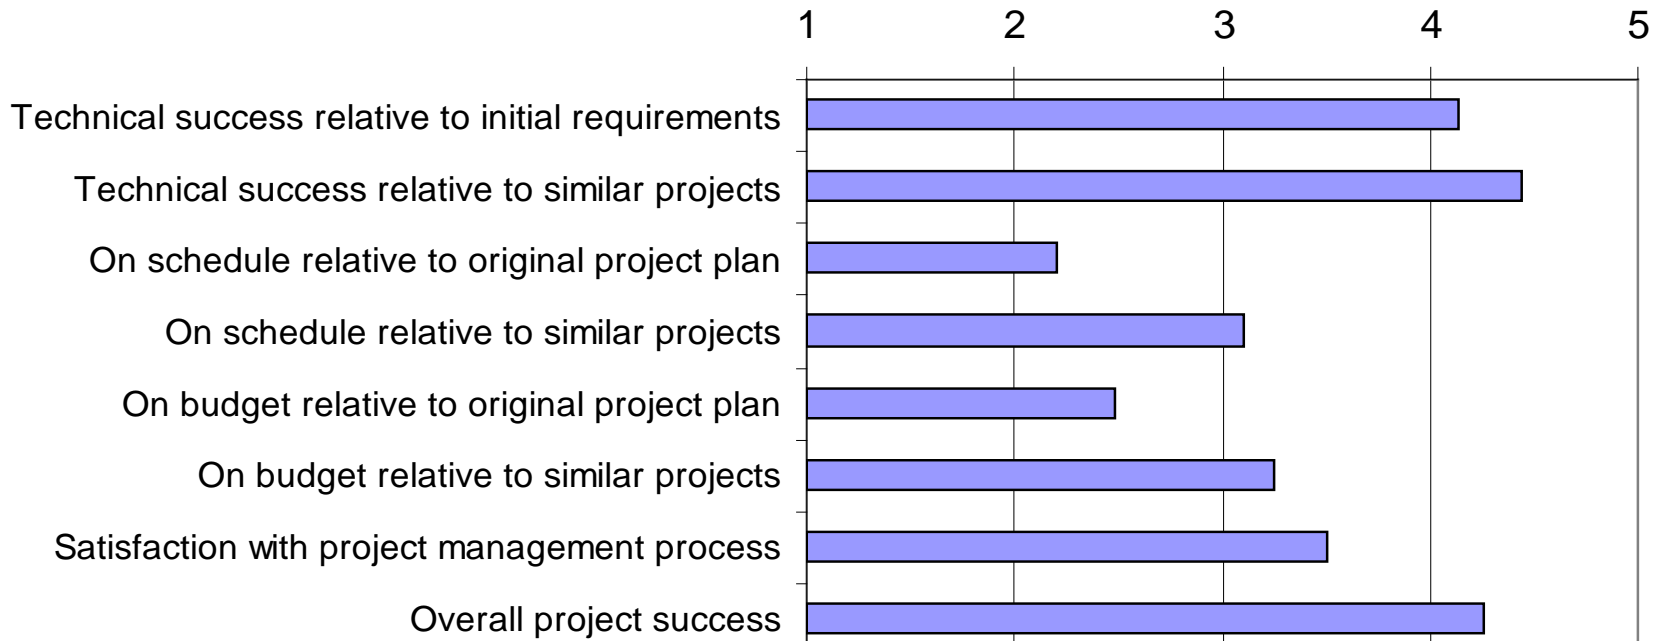 1 2 3 4 5
Technical success relative to initial requirements
Technical success relative to similar projects
On schedule relative to original project plan
On schedule relative to similar projects
On budget relative to original project plan
On budget relative to similar projects
Satisfaction with project management process
Overall project success